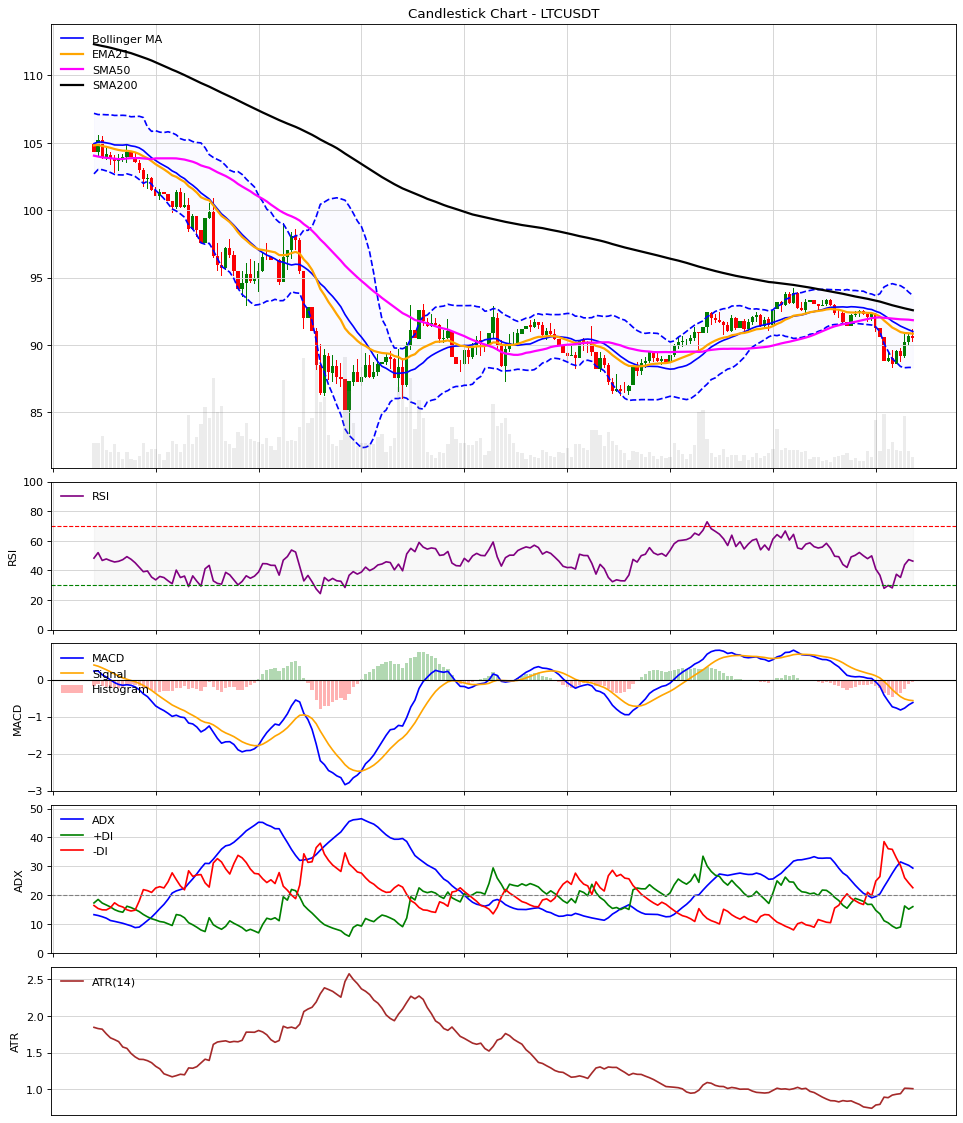 Candlestick Chart - LTCUSDT
Bollinger MA
EMA21
SMA50
SMA200
110
105
100
95
90
85
RSI
100
80
60
40
20
0
RSI
MACD
Signal
Histogram
0
−1
−2
−3
MACD
ADX
+DI
-DI
50
40
30
20
10
0
ADX
ATR(14)
2.5
2.0
1.5
1.0
ATR